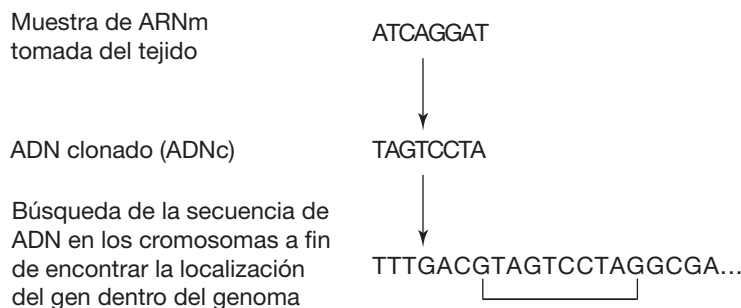 Muestra de ARNm
tomada del tejido
ATCAGGAT
ADN clonado (ADNc)
TAGTCCTA
Búsqueda de la secuencia de
ADN en los cromosomas a fin
de encontrar la localización
del gen dentro del genoma
TTTGACGTAGTCCTAGGCGA...